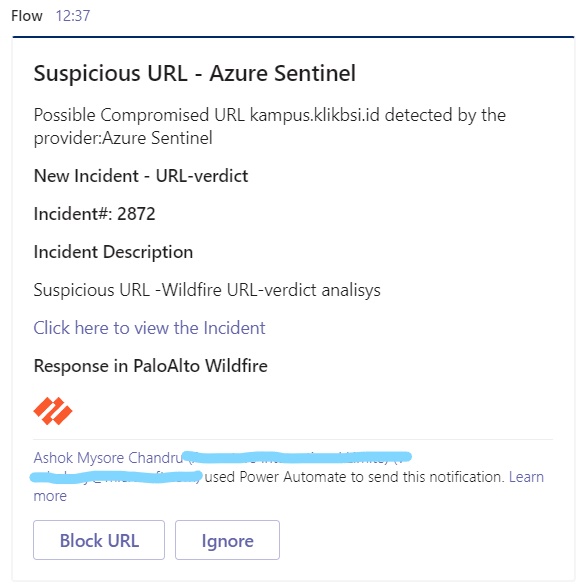 Flow 12:37
Suspicious URL - Azure Sentinel
Possible Compromised URL kampus.klikbsi.id detected by the
provider:Azure Sentinel
New Incident - URL-verdict
Incident#: 2872
Incident Description
Suspicious URL -Wildfire URL-verdict analisys
Click here to view the Incident
Response in PaloAlto Wildfire
Ashok Mysore Chandru
used Power Automate to send this notification. Learn
more
Block URL Ignore